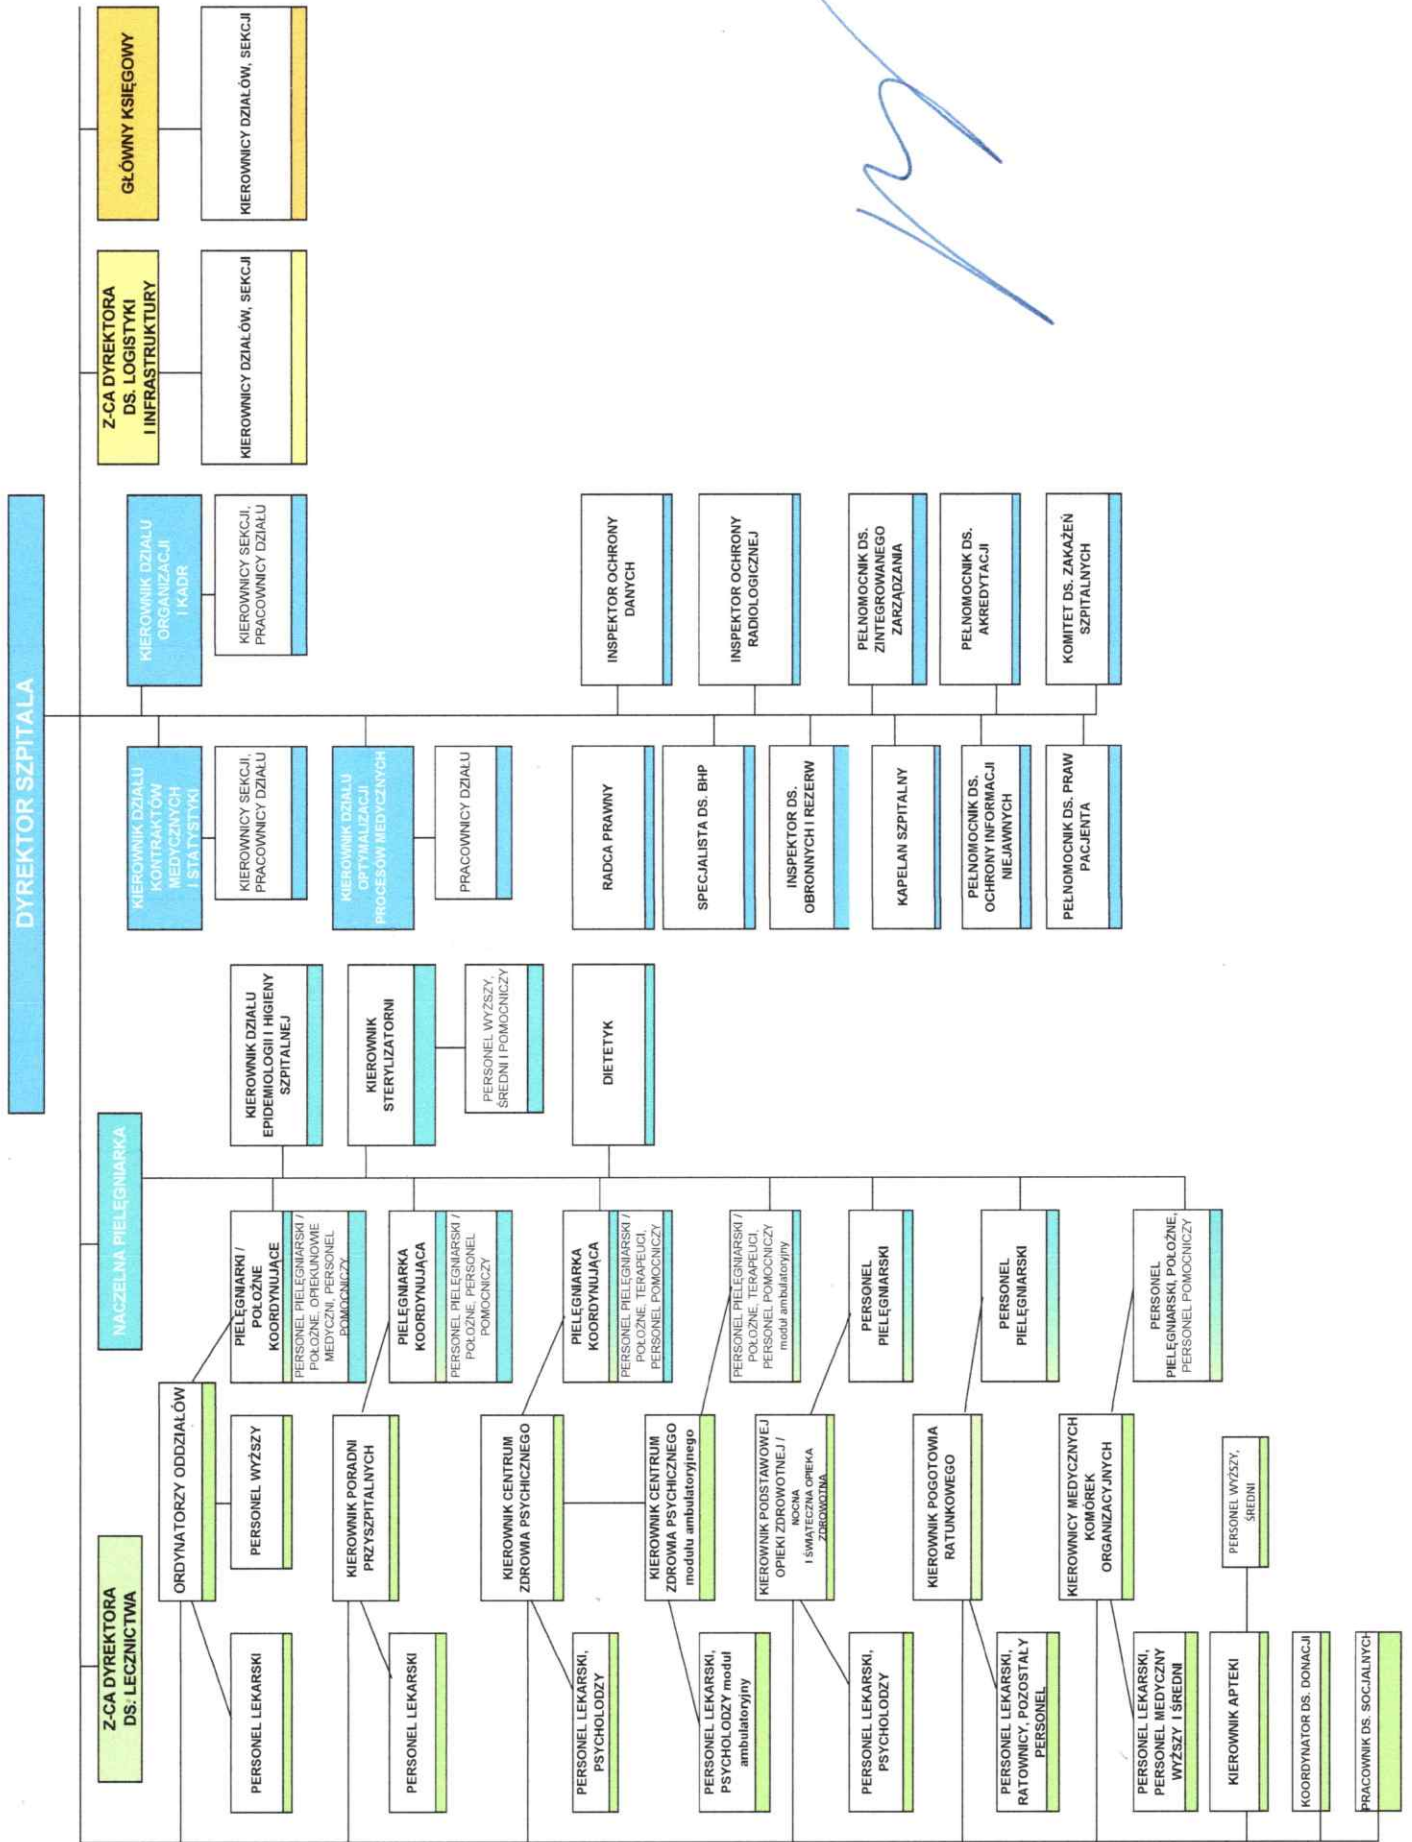 DYREKTOR SZPITALA
Z-CA DYREKTORA
DS. LECZNICTWA
NACZELNA PIELĘGNIARKA
Z-CA DYREKTORA
DS. LOGISTYKI
I INFRASTRUKTURY
GŁÓWNY KSIĘGOWY
KIEROWNICY DZIAŁÓW, SEKCJI
KIEROWNICY DZIAŁÓW, SEKCJI
KIEROWNIK DZIAŁU
KONTRAKTÓW
MEDYCZNYCH
I STATYSTYKI
KIEROWNIK DZIAŁU
ORGANIZACJI
I KADR
KIEROWNICY SEKCJI,
PRACOWNICY DZIAŁU
KIEROWNICY SEKCJI,
PRACOWNICY DZIAŁU
KIEROWNIK DZIAŁU
OPTYMALIZACJI
PROCESÓW MEDYCZNYCH
PRACOWNICY DZIAŁU
RADCA PRAWNY
INSPEKTOR OCHRONY
DANYCH
SPECJALISTA DS. BHP
INSPEKTOR OCHRONY
RADIOLOGICZNEJ
INSPEKTOR DS.
OBRONNYCH I REZERW
PEŁNOMOCNIK DS.
ZINTEGROWANEGO
ZARZĄDZANIA
KAPELAN SZPITALNY
PEŁNOMOCNIK DS.
AKREDYTACJI
PEŁNOMOCNIK DS.
OCHRONY INFORMACJI
NIEJAWNYCH
KOMITET DS. ZAKAŻEŃ
SZPITALNYCH
PEŁNOMOCNIK DS. PRAW
PACJENTA
KIEROWNIK DZIAŁU
EPIDEMIOLOGII I HIGIENY
SZPITALNEJ
KIEROWNIK
STERYLIZATORNI
PERSONEL WYŻSZY,
ŚREDNI I POMOCNICZY
DIETETYK
ORDYNATORZY ODDZIAŁÓW
PERSONEL LEKARSKI
PERSONEL WYŻSZY
PIELĘGNIARKI /
POŁOŻNE
KOORDYNUJĄCE
PERSONEL PIELĘGNIARSKI /
POŁOŻNE, OPIEKUNOWIE
MEDYCZNI, PERSONEL
POMOCNICZY
KIEROWNIK PORADNI
PRZYSZPITALNYCH
PERSONEL LEKARSKI
PIELĘGNIARKA
KOORDYNUJĄCA
PERSONEL PIELĘGNIARSKI /
POŁOŻNE, PERSONEL
POMOCNICZY
KIEROWNIK CENTRUM
ZDROWIA PSYCHICZNEGO
PERSONEL LEKARSKI,
PSYCHOLODZY
PIELĘGNIARKA
KOORDYNUJĄCA
PERSONEL PIELĘGNIARSKI /
POŁOŻNE, TERAPEUCI,
PERSONEL POMOCNICZY
KIEROWNIK CENTRUM
ZDROWIA PSYCHICZNEGO
modułu ambulatoryjnego
PERSONEL LEKARSKI,
PSYCHOLODZY moduł
ambulatoryjny
PERSONEL PIELĘGNIARSKI /
POŁOŻNE, TERAPEUCI,
PERSONEL POMOCNICZY
moduł ambulatoryjny
KIEROWNIK PODSTAWOWEJ
OPIEKI ZDROWOTNEJ /
NOCNA
I ŚWIĄTECZNA OPIEKA
ZDROWOTNA
PERSONEL LEKARSKI,
PSYCHOLODZY
PERSONEL
PIELĘGNIARSKI
KIEROWNIK POGOTOWIA
RATUNKOWEGO
PERSONEL LEKARSKI,
RATOWNICY, POZOSTAŁY
PERSONEL
PERSONEL
PIELĘGNIARSKI
KIEROWNICY MEDYCZNYCH
KOMÓREK
ORGANIZACYJNYCH
PERSONEL LEKARSKI,
PERSONEL MEDYCZNY
WYŻSZY I ŚREDNI
PERSONEL
PIELĘGNIARSKI, POŁOŻNE,
PERSONEL POMOCNICZY
KIEROWNIK APTEKI
PERSONEL WYŻSZY,
ŚREDNI
KOORDYNATOR DS. DONACJI
PRACOWNIK DS. SOCJALNYCH